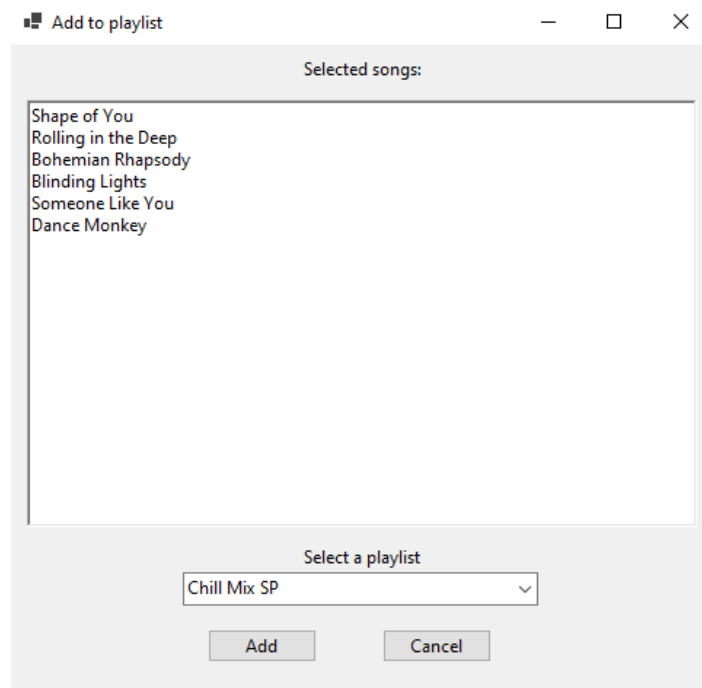 Add to playlist
Selected songs:
Shape of You
Rolling in the Deep
Bohemian Rhapsody
Blinding Lights
Someone Like You
Dance Monkey
Select a playlist
Chill Mix SP
Add Cancel